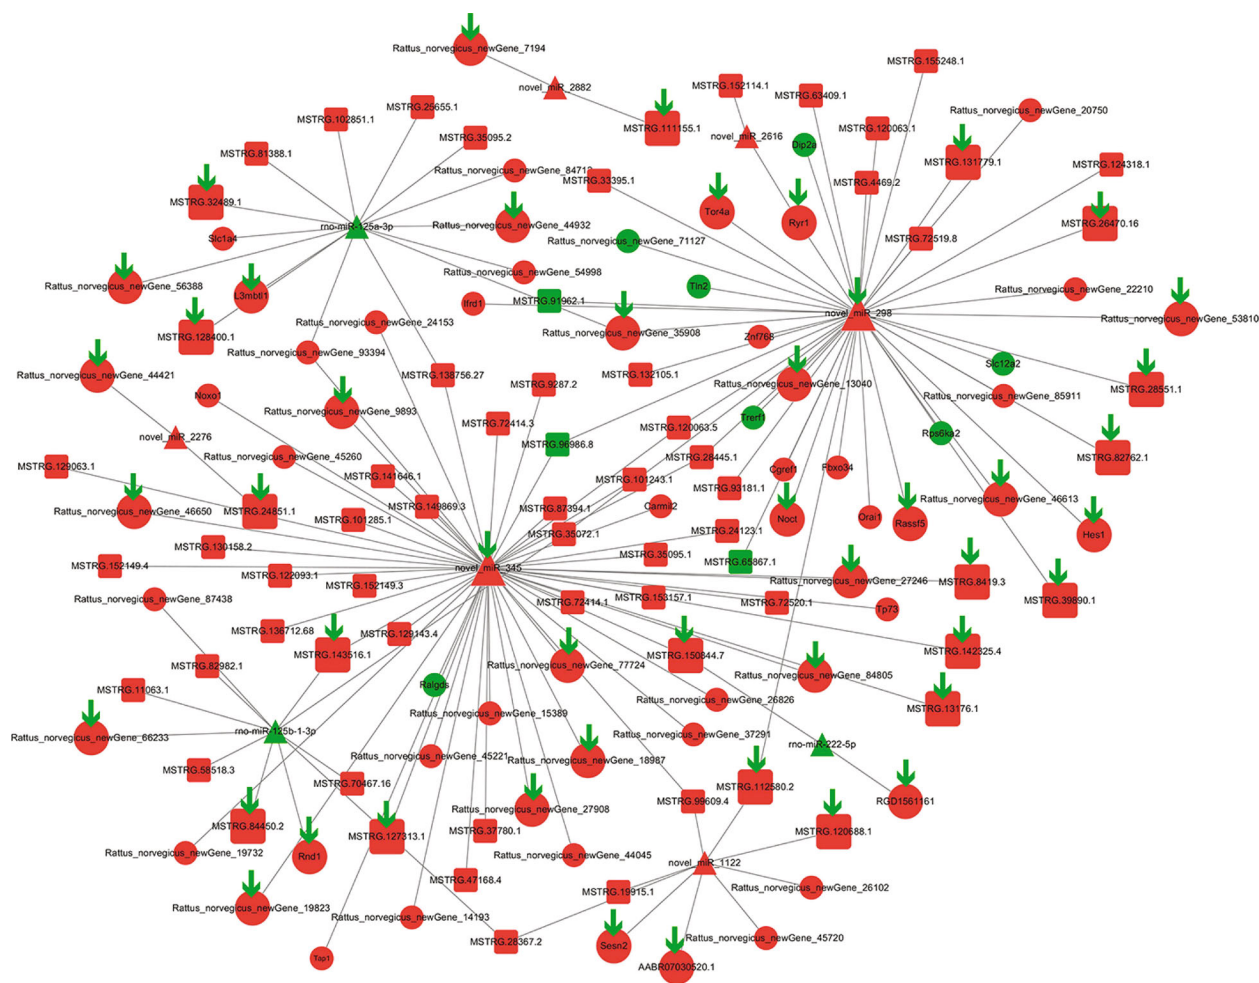 Rattus_norvegicus_newGene_7194
novel_miR_2882
MSTRG.155248.1
MSTRG.152114.1
MSTRG.63409.1
MSTRG.25655.1
Rattus_norvegicus_newGene_20750
MSTRG.102851.1
MSTRG.111155.1
novel_miR_2616
MSTRG.120063.1
MSTRG.35095.2
Dip2a
MSTRG.81388.1
MSTRG.131779.1
MSTRG.124318.1
MSTRG.33395.1
MSTRG.4469.2
MSTRG.32489.1
Tor4a
Ryr1
MSTRG.26470.16
rno-miR-125a-3p
Rattus_norvegicus_newGene_44932
Slc1a4
Rattus_norvegicus_newGene_71127
MSTRG.72519.8
Rattus_norvegicus_newGene_54998
Rattus_norvegicus_newGene_56388
L3mbtl1
Tln2
Rattus_norvegicus_newGene_22210
Ifrd1
MSTRG.91962.1
novel_miR_298
Rattus_norvegicus_newGene_53810
Rattus_norvegicus_newGene_24153
Rattus_norvegicus_newGene_35908
Znf768
MSTRG.128400.1
Rattus_norvegicus_newGene_93394
Slc12a2
Rattus_norvegicus_newGene_44421
MSTRG.138756.27
MSTRG.132105.1
Rattus_norvegicus_newGene_13040
MSTRG.9287.2
MSTRG.28551.1
Noxo1
Rattus_norvegicus_newGene_85911
Rattus_norvegicus_newGene_9893
Trerf1
MSTRG.72414.3
MSTRG.120063.5
Rps6ka2
novel_miR_2276
MSTRG.96986.8
Rattus_norvegicus_newGene_45260
MSTRG.28445.1
MSTRG.82762.1
MSTRG.129063.1
MSTRG.141646.1
MSTRG.101243.1
Cgref1
Fbxo34
MSTRG.93181.1
Rattus_norvegicus_newGene_46613
MSTRG.149869.3
MSTRG.87394.1
Carmil2
Rattus_norvegicus_newGene_46650
MSTRG.24851.1
MSTRG.101285.1
Noct
Orai1
Rassf5
MSTRG.35072.1
MSTRG.24123.1
Hes1
MSTRG.130158.2
MSTRG.35095.1
MSTRG.65867.1
MSTRG.152149.4
novel_miR_345
MSTRG.122093.1
Rattus_norvegicus_newGene_27246
MSTRG.8419.3
MSTRG.152149.3
Rattus_norvegicus_newGene_87438
MSTRG.72414.1
MSTRG.153157.1
MSTRG.72520.1
Tp73
MSTRG.39890.1
MSTRG.136712.68
MSTRG.129143.4
MSTRG.143516.1
MSTRG.150844.7
MSTRG.142325.4
Rattus_norvegicus_newGene_77724
MSTRG.82982.1
Rattus_norvegicus_newGene_84805
MSTRG.11063.1
Ralgds
Rattus_norvegicus_newGene_26826
MSTRG.13176.1
Rattus_norvegicus_newGene_15389
rno-miR-125b-1-3p
Rattus_norvegicus_newGene_66233
Rattus_norvegicus_newGene_37291
rno-miR-222-5p
Rattus_norvegicus_newGene_45221
Rattus_norvegicus_newGene_18987
MSTRG.58518.3
MSTRG.70467.16
MSTRG.112580.2
MSTRG.99609.4
RGD1561161
Rattus_norvegicus_newGene_27908
MSTRG.84450.2
MSTRG.127313.1
MSTRG.37780.1
MSTRG.120688.1
Rattus_norvegicus_newGene_19732
Rnd1
Rattus_norvegicus_newGene_44045
novel_miR_1122
MSTRG.47168.4
MSTRG.19915.1
Rattus_norvegicus_newGene_26102
Rattus_norvegicus_newGene_19823
Rattus_norvegicus_newGene_14193
MSTRG.28367.2
Sesn2
Rattus_norvegicus_newGene_45720
Tap1
AABR07030520.1